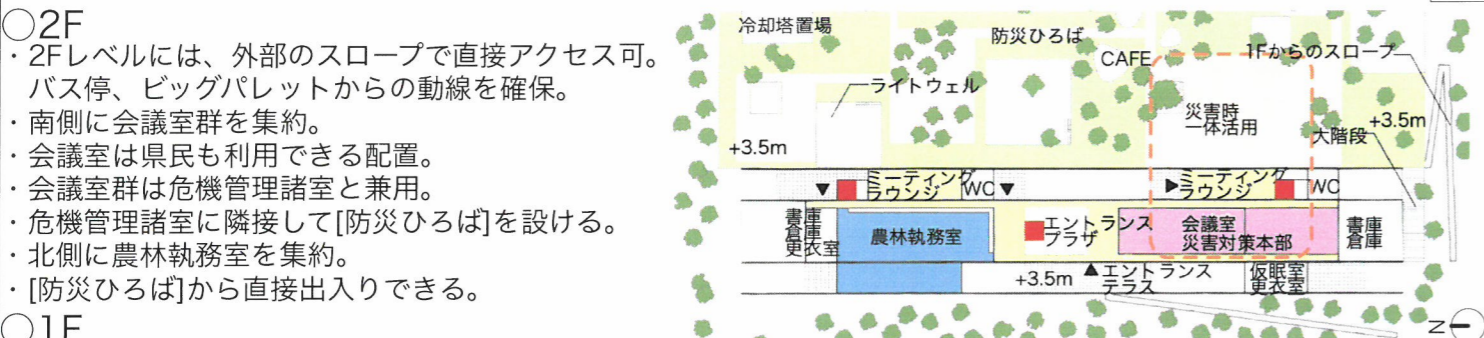 ○2F
・2Fレベルには、外部のスロープで直接アクセス可。
バス停、ビッグパレットからの動線を確保。
・南側に会議室群を集約。
・会議室は県民も利用できる配置。
・会議室群は危機管理諸室と兼用。
・危機管理諸室に隣接して[防災ひろば]を設ける。
・北側に農林執務室を集約。
・[防災ひろば]から直接出入りできる。
○1F
冷却塔置場
防災ひろば
CAFE
1Fからのスロープ
ライトウェル
災害時
一体活用
+3.5m
大階段
+3.5m
ミーティング
ラウンジ
WC
ミーティング
ラウンジ
WC
書庫
倉庫
更衣室
農林執務室
エントランス
プラザ
会議室
災害対策本部
書庫
倉庫
+3.5m
エントランス
テラス
仮眠室
更衣室
N